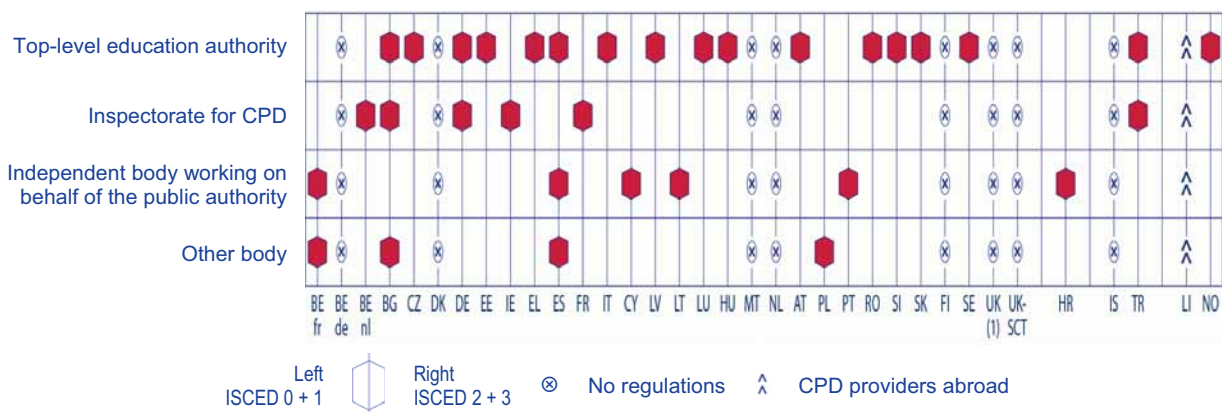 Top-level education authority
Inspectorate for CPD
Independent body working on
behalf of the public authority
Other body
BE BE BE BG CZ DK DE EE IE EL ES FR IT CY LV LT LU HU MT NL AT PL PT RO SI SK FI SE UK UK- HR IS TR LI NO
fr de nl (1) SCT
Left Right
ISCED 0 + 1 ISCED 2 + 3 ⊗ No regulations ^ CPD providers abroad